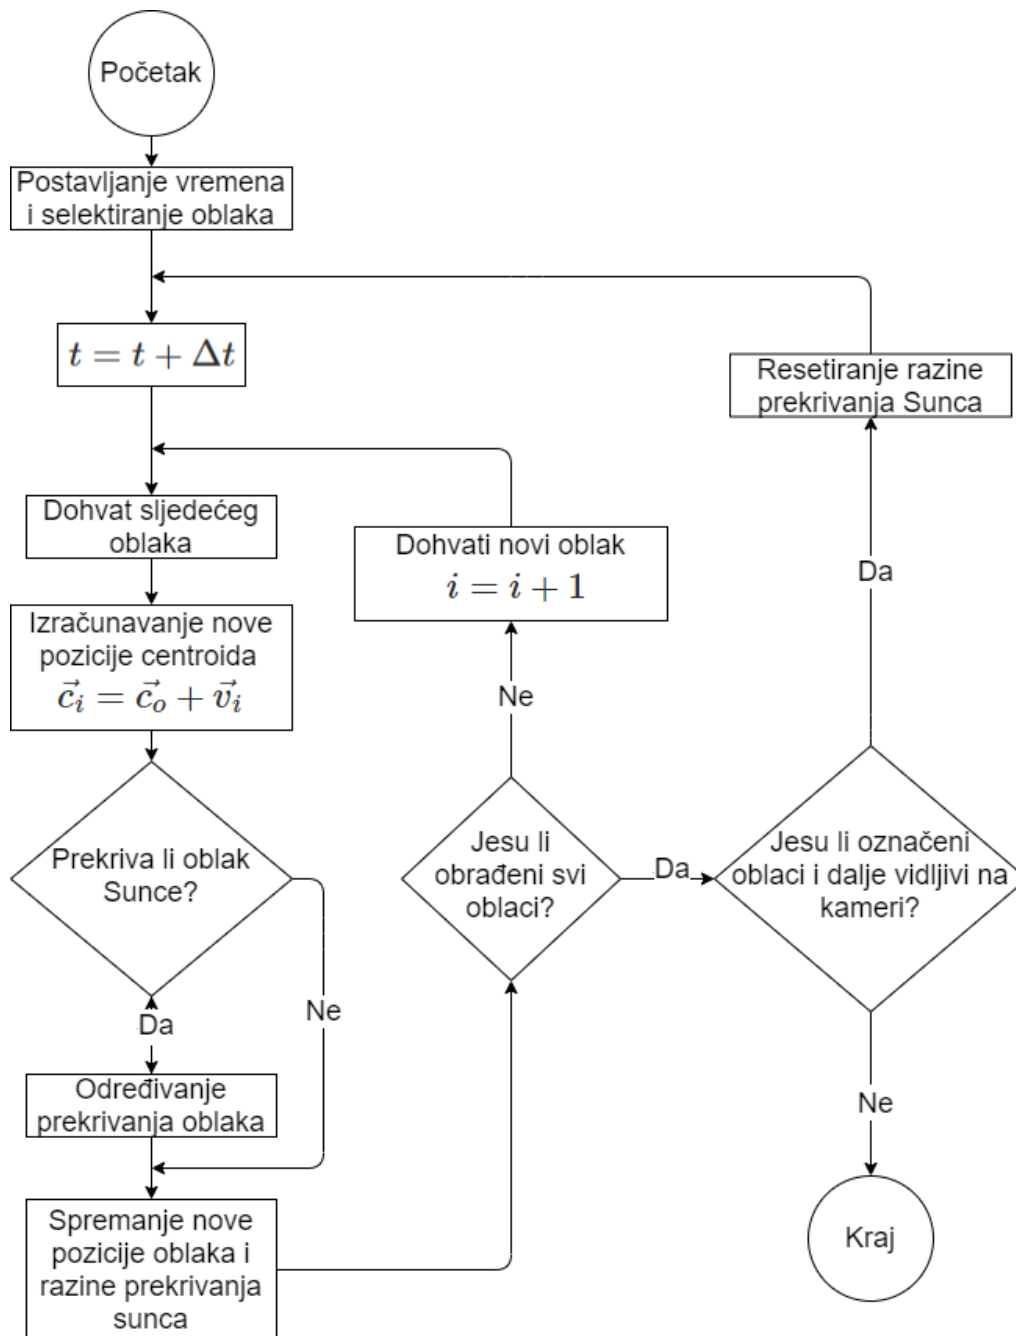 Početak
Postavljanje vremena
i selektiranje oblaka
t = t + Δt
Resetiranje razine
prekrivanja Sunca
Dohvat sljedećeg
oblaka
Dohvati novi oblak
i = i + 1
Da
Izračunavanje nove
pozicije centroida
c⃗ᵢ = c⃗ₒ + v⃗ᵢ
Ne
Prekriva li oblak
Sunce?
Jesu li
obrađeni svi
oblaci?
Da
Jesu li označeni
oblaci i dalje vidljivi na
kameri?
Da
Ne
Određivanje
prekrivanja oblaka
Ne
Spremanje nove
pozicije oblaka i
razine prekrivanja
sunca
Kraj